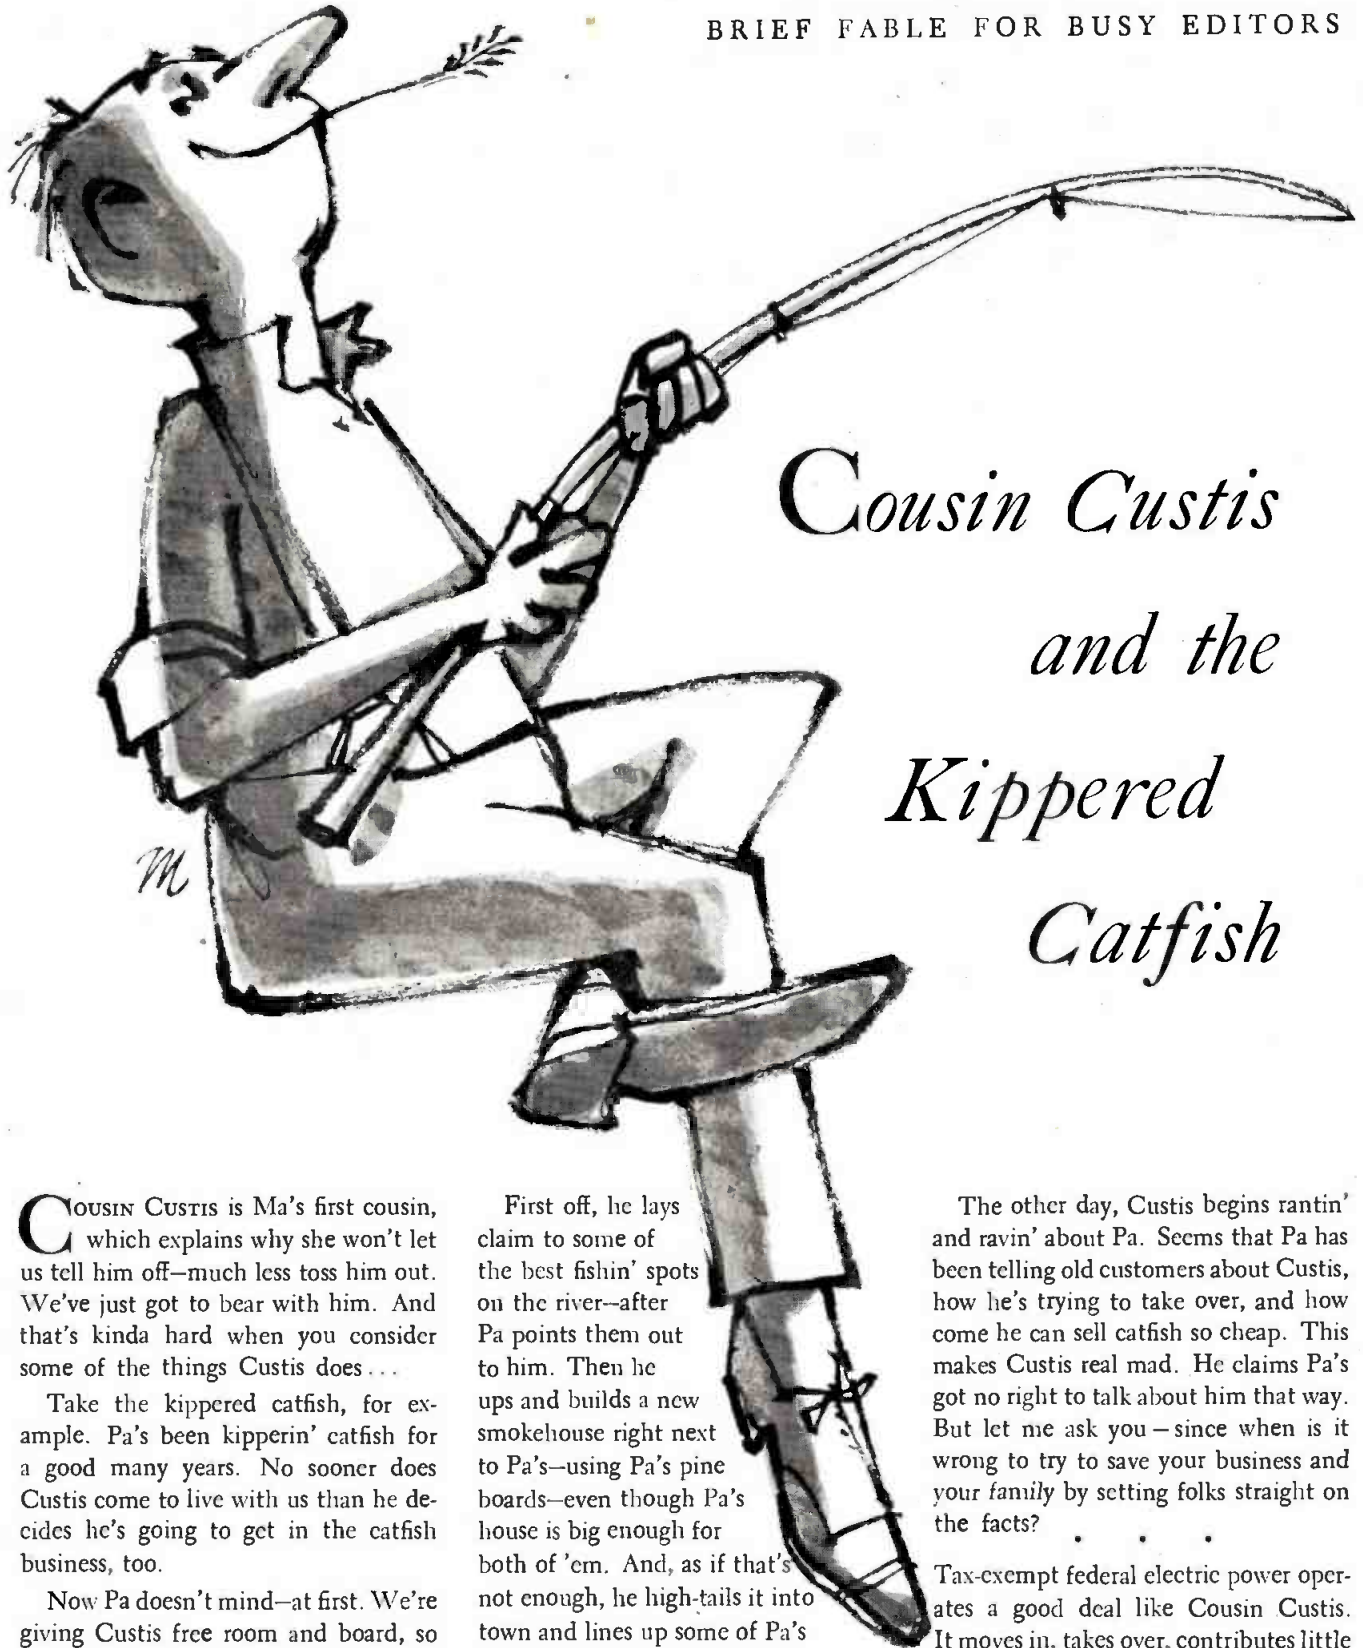 BRIEF FABLE FOR BUSY EDITORS
Cousin Custis
and the
Kippered
Catfish
M
COUSIN CUSTIS is Ma's first cousin,
which explains why she won't let
us tell him off—much less toss him out.
We've just got to bear with him. And
that's kinda hard when you consider
some of the things Custis does...
Take the kippered catfish, for ex-
ample. Pa's been kipperin' catfish for
a good many years. No sooner does
Custis come to live with us than he de-
cides he's going to get in the catfish
business, too.
Now Pa doesn't mind—at first. We're
giving Custis free room and board, so
First off, he lays
claim to some of
the best fishin' spots
on the river—after
Pa points them out
to him. Then he
ups and builds a new
smokehouse right next
to Pa's—using Pa's pine
boards—even though Pa's
house is big enough for
both of 'em. And, as if that's
not enough, he high-tails it into
town and lines up some of Pa's
The other day, Custis begins rantin'
and ravin' about Pa. Seems that Pa has
been telling old customers about Custis,
how he's trying to take over, and how
come he can sell catfish so cheap. This
makes Custis real mad. He claims Pa's
got no right to talk about him that way.
But let me ask you—since when is it
wrong to try to save your business and
your family by setting folks straight on
the facts?
. . .
Tax-exempt federal electric power oper-
ates a good deal like Cousin Custis.
It moves in, takes over, contributes little